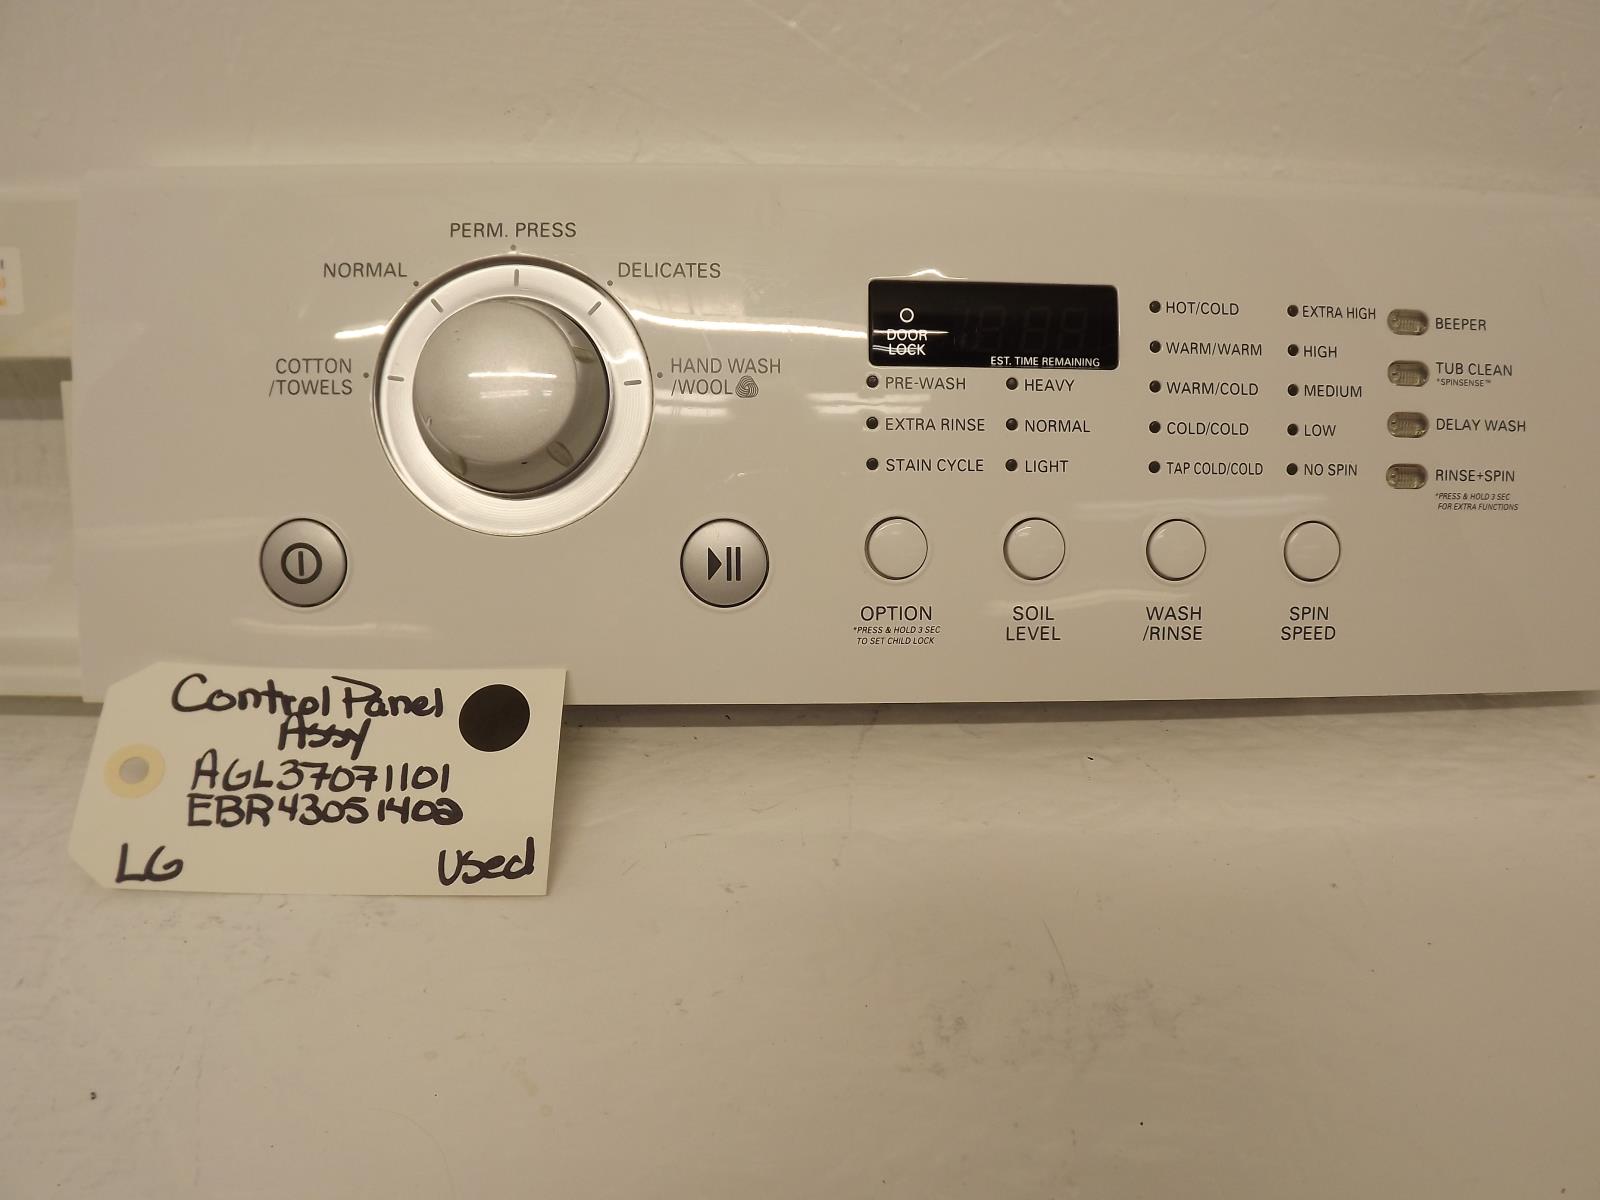 PERM. PRESS
NORMAL
DELICATES
COTTON
/TOWELS
HAND WASH
/WOOL
DOOR
LOCK
EST. TIME REMAINING
PRE-WASH
EXTRA RINSE
STAIN CYCLE
HEAVY
NORMAL
LIGHT
HOT/COLD
WARM/WARM
WARM/COLD
COLD/COLD
TAP COLD/COLD
EXTRA HIGH
HIGH
MEDIUM
LOW
NO SPIN
BEEPER
TUB CLEAN
*SPINSENSE™
DELAY WASH
RINSE+SPIN
*PRESS & HOLD 3 SEC
FOR EXTRA FUNCTIONS
OPTION
*PRESS & HOLD 3 SEC
TO SET CHILD LOCK
SOIL
LEVEL
WASH
/RINSE
SPIN
SPEED
Control Panel
Assy
AGL37071101
EBR43051402
LG
Used